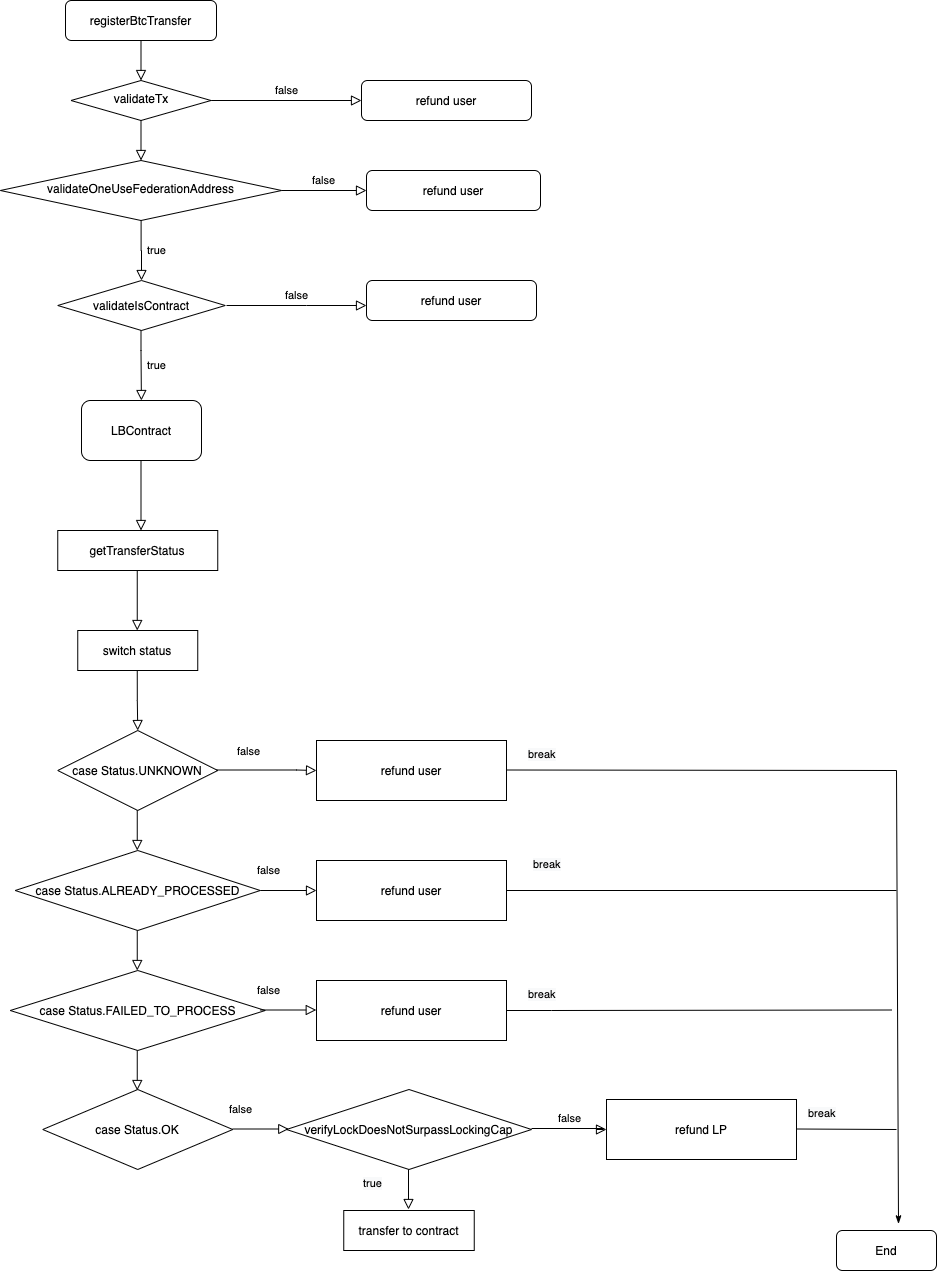 registerBtcTransfer
validateTx
false
refund user
validateOneUseFederationAddress
false
refund user
true
validateIsContract
false
refund user
true
LBContract
getTransferStatus
switch status
case Status.UNKNOWN
false
refund user
break
case Status.ALREADY_PROCESSED
false
refund user
break
case Status.FAILED_TO_PROCESS
false
refund user
break
case Status.OK
false
verifyLockDoesNotSurpassLockingCap
false
refund LP
break
true
transfer to contract
End